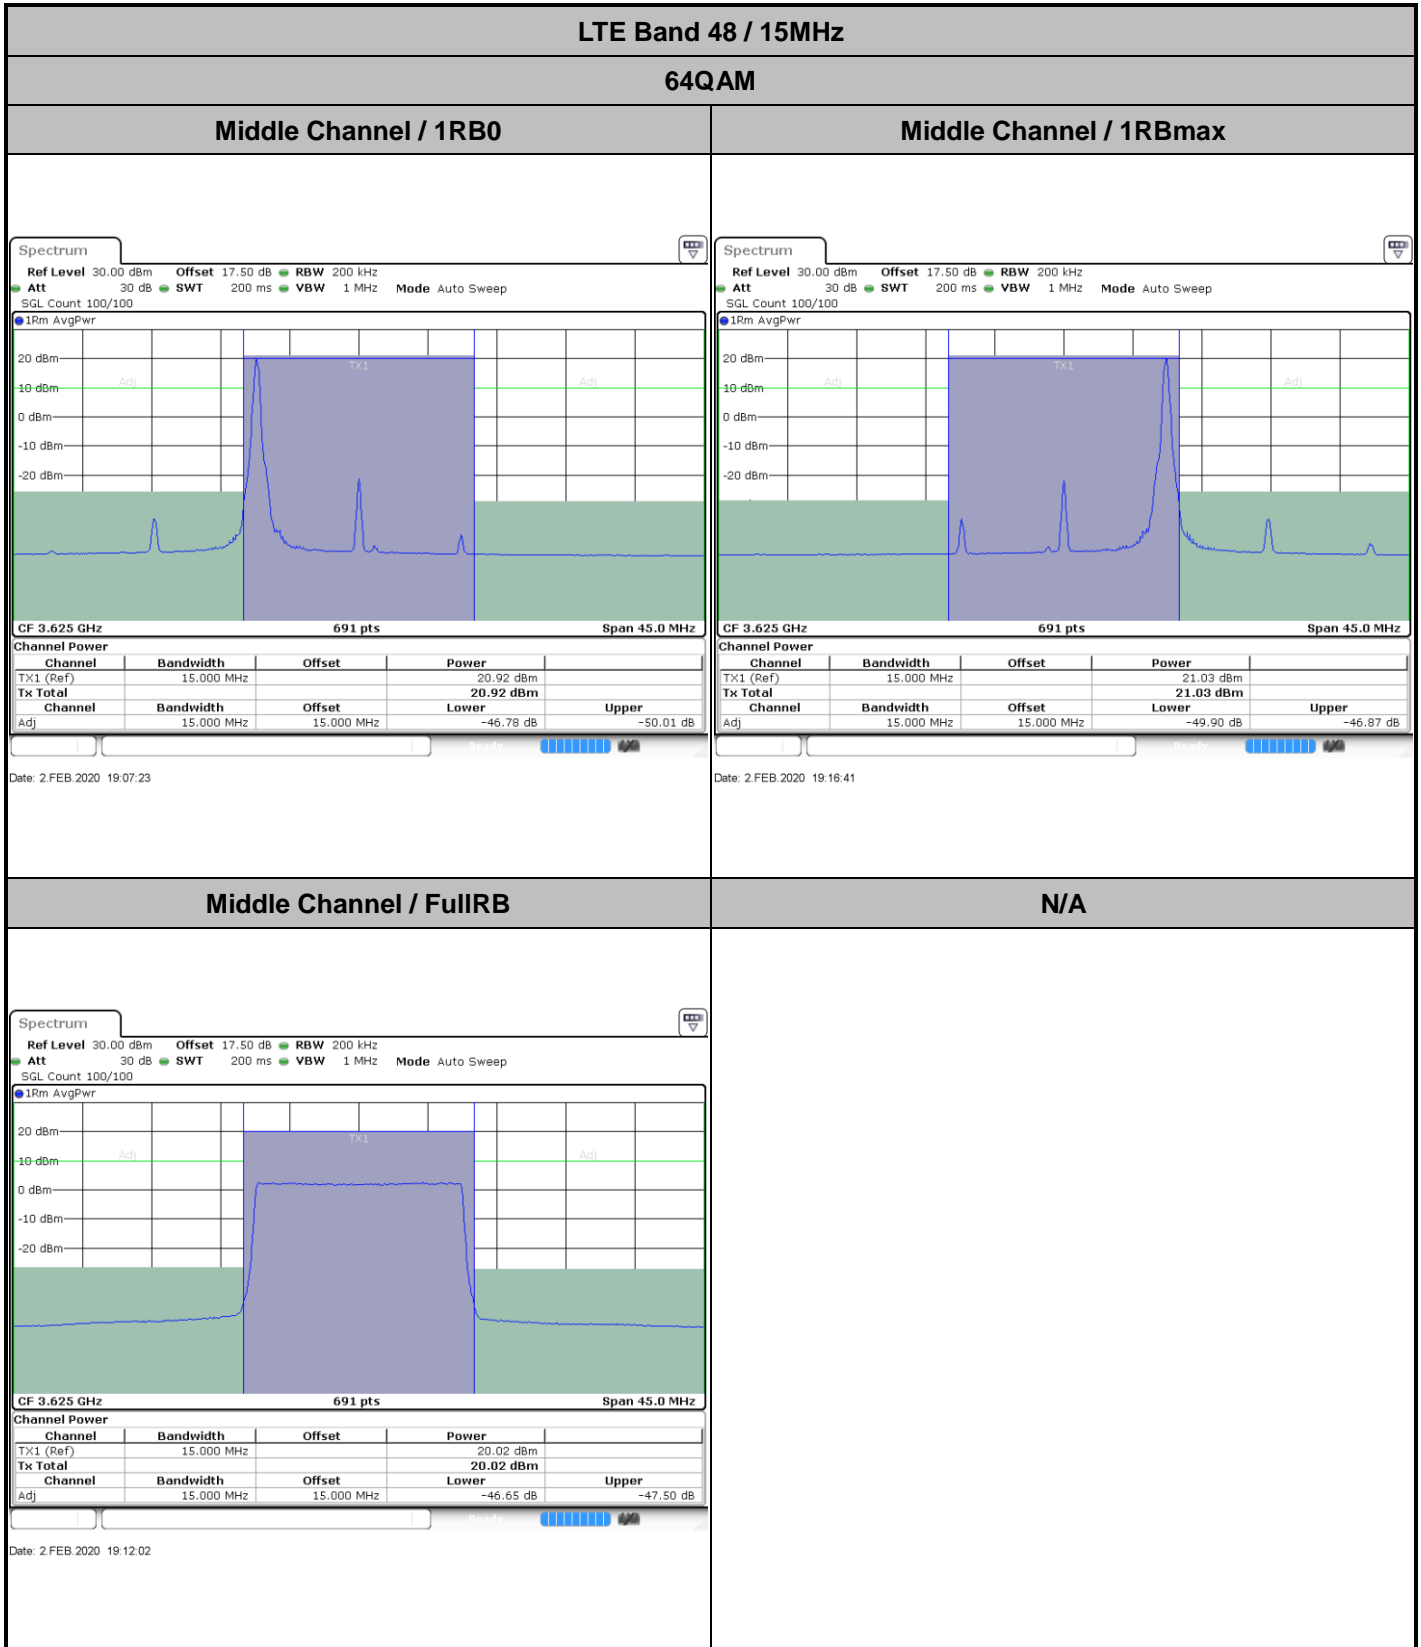 LTE Band 48 / 15MHz
64QAM
Middle Channel / 1RB0
Middle Channel / 1RBmax
Spectrum
Ref Level 30.00 dBm Offset 17.50 dB RBW 200 kHz
Att 30 dB SWT 200 ms VBW 1 MHz Mode Auto Sweep
SGL Count 100/100
1Rm AvgPwr
20 dBm
10 dBm
0 dBm
-10 dBm
-20 dBm
Adj
TX1
Adj
CF 3.625 GHz 691 pts Span 45.0 MHz
Channel Power
Channel Bandwidth Offset Power
TX1 (Ref) 15.000 MHz 20.92 dBm
Tx Total 20.92 dBm
Channel Bandwidth Offset Lower Upper
Adj 15.000 MHz 15.000 MHz -46.78 dB -50.01 dB
Ready
Date: 2.FEB.2020 19:07:23
Spectrum
Ref Level 30.00 dBm Offset 17.50 dB RBW 200 kHz
Att 30 dB SWT 200 ms VBW 1 MHz Mode Auto Sweep
SGL Count 100/100
1Rm AvgPwr
20 dBm
10 dBm
0 dBm
-10 dBm
-20 dBm
Adj
TX1
Adj
CF 3.625 GHz 691 pts Span 45.0 MHz
Channel Power
Channel Bandwidth Offset Power
TX1 (Ref) 15.000 MHz 21.03 dBm
Tx Total 21.03 dBm
Channel Bandwidth Offset Lower Upper
Adj 15.000 MHz 15.000 MHz -49.90 dB -46.87 dB
Ready
Date: 2.FEB.2020 19:16:41
Middle Channel / FullRB
N/A
Spectrum
Ref Level 30.00 dBm Offset 17.50 dB RBW 200 kHz
Att 30 dB SWT 200 ms VBW 1 MHz Mode Auto Sweep
SGL Count 100/100
1Rm AvgPwr
20 dBm
10 dBm
0 dBm
-10 dBm
-20 dBm
Adj
TX1
Adj
CF 3.625 GHz 691 pts Span 45.0 MHz
Channel Power
Channel Bandwidth Offset Power
TX1 (Ref) 15.000 MHz 20.02 dBm
Tx Total 20.02 dBm
Channel Bandwidth Offset Lower Upper
Adj 15.000 MHz 15.000 MHz -46.65 dB -47.50 dB
Ready
Date: 2.FEB.2020 19:12:02